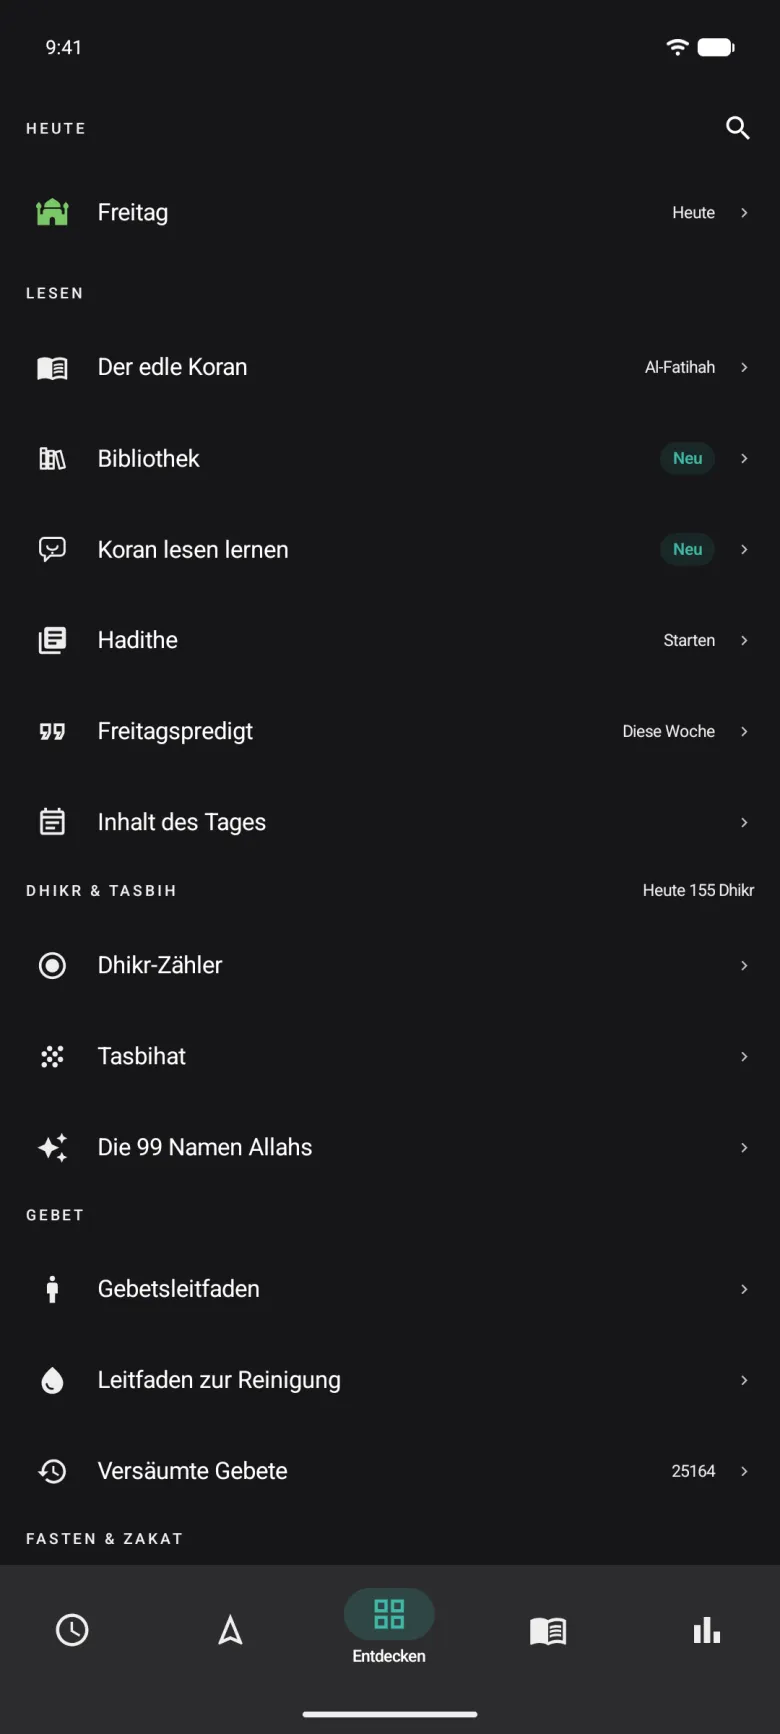 9:41
HEUTE
Freitag Heute
LESEN
Der edle Koran Al-Fatihah
Bibliothek Neu
Koran lesen lernen Neu
Hadithe Starten
Freitagspredigt Diese Woche
Inhalt des Tages
DHIKR & TASBIH Heute 155 Dhikr
Dhikr-Zähler
Tasbihat
Die 99 Namen Allahs
GEBET
Gebetsleitfaden
Leitfaden zur Reinigung
Versäumte Gebete 25164
FASTEN & ZAKAT
Entdecken